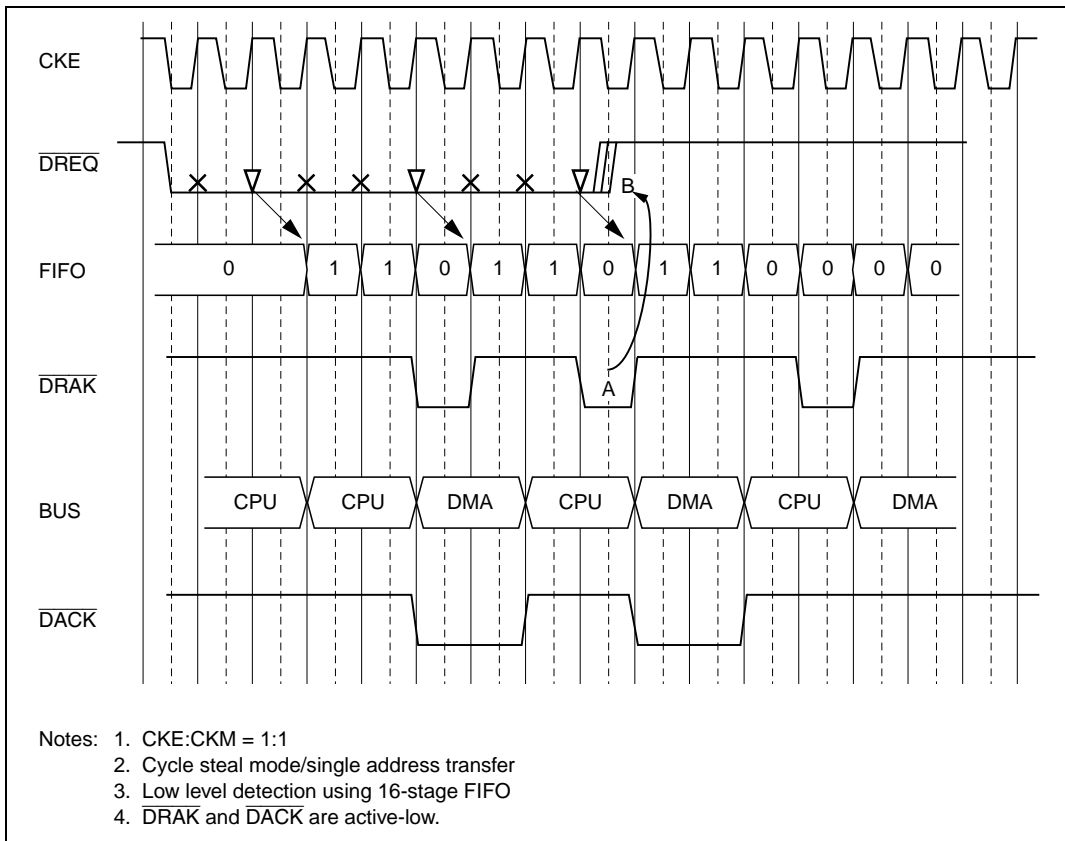 CKE
DREQ
B
FIFO
0 1 1 0 1 1 0 1 1 0 0 0 0
DRAK
A
BUS
CPU CPU DMA CPU DMA CPU DMA
DACK
Notes: 1. CKE:CKM = 1:1
2. Cycle steal mode/single address transfer
3. Low level detection using 16-stage FIFO
4. DRAK and DACK are active-low.